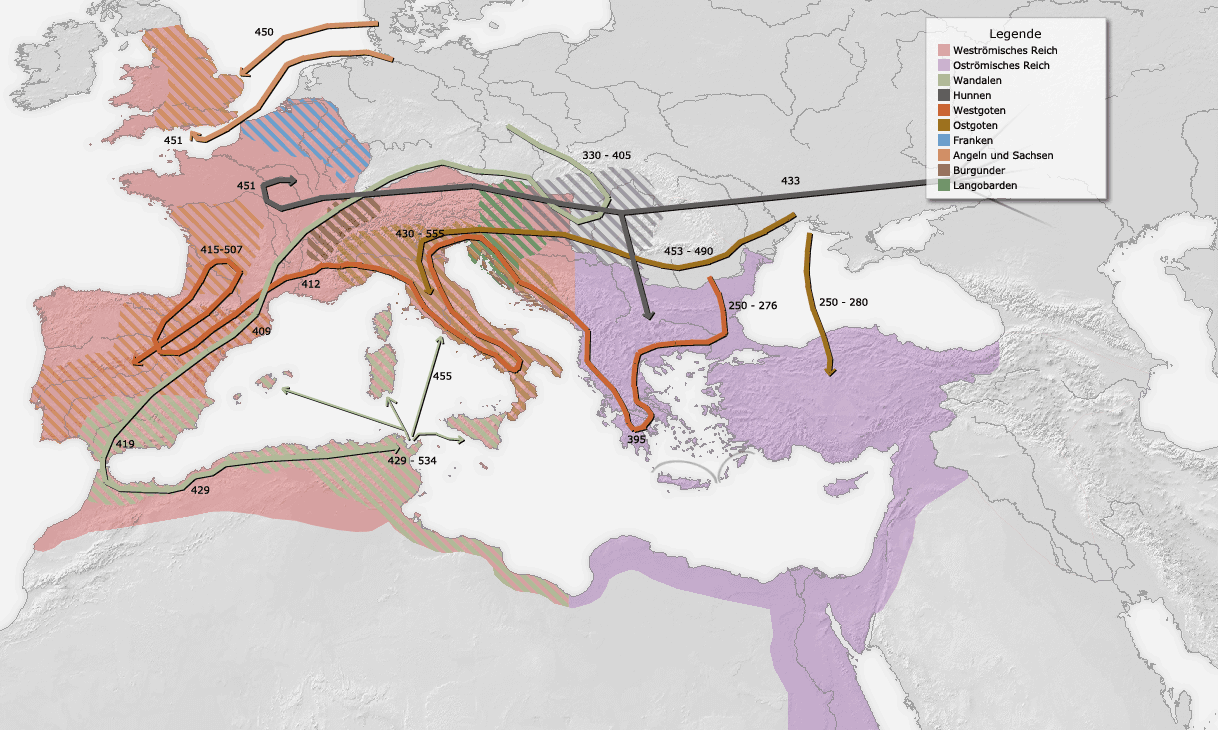 Legende
Weströmisches Reich
Oströmisches Reich
Wandalen
Hunnen
Westgoten
Ostgoten
Franken
Angeln und Sachsen
Burgunder
Langobarden
450
451
330 - 405
433
451
430 - 555
415-507
453 - 490
412
250 - 276
250 - 280
409
455
395
419
429 - 534
429